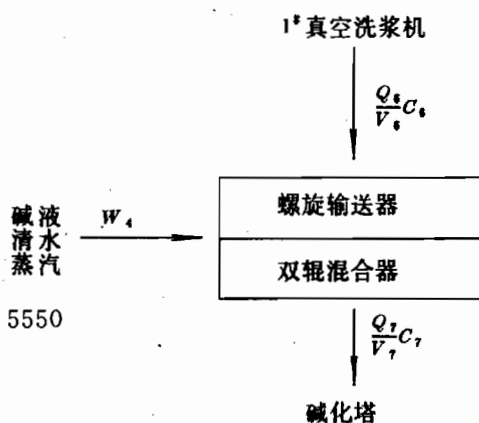 1#真空洗浆机
Q6
V6 C6
碱液
清水
蒸汽
W4
螺旋输送器
双辊混合器
5550
Q7
V7 C7
碱化塔